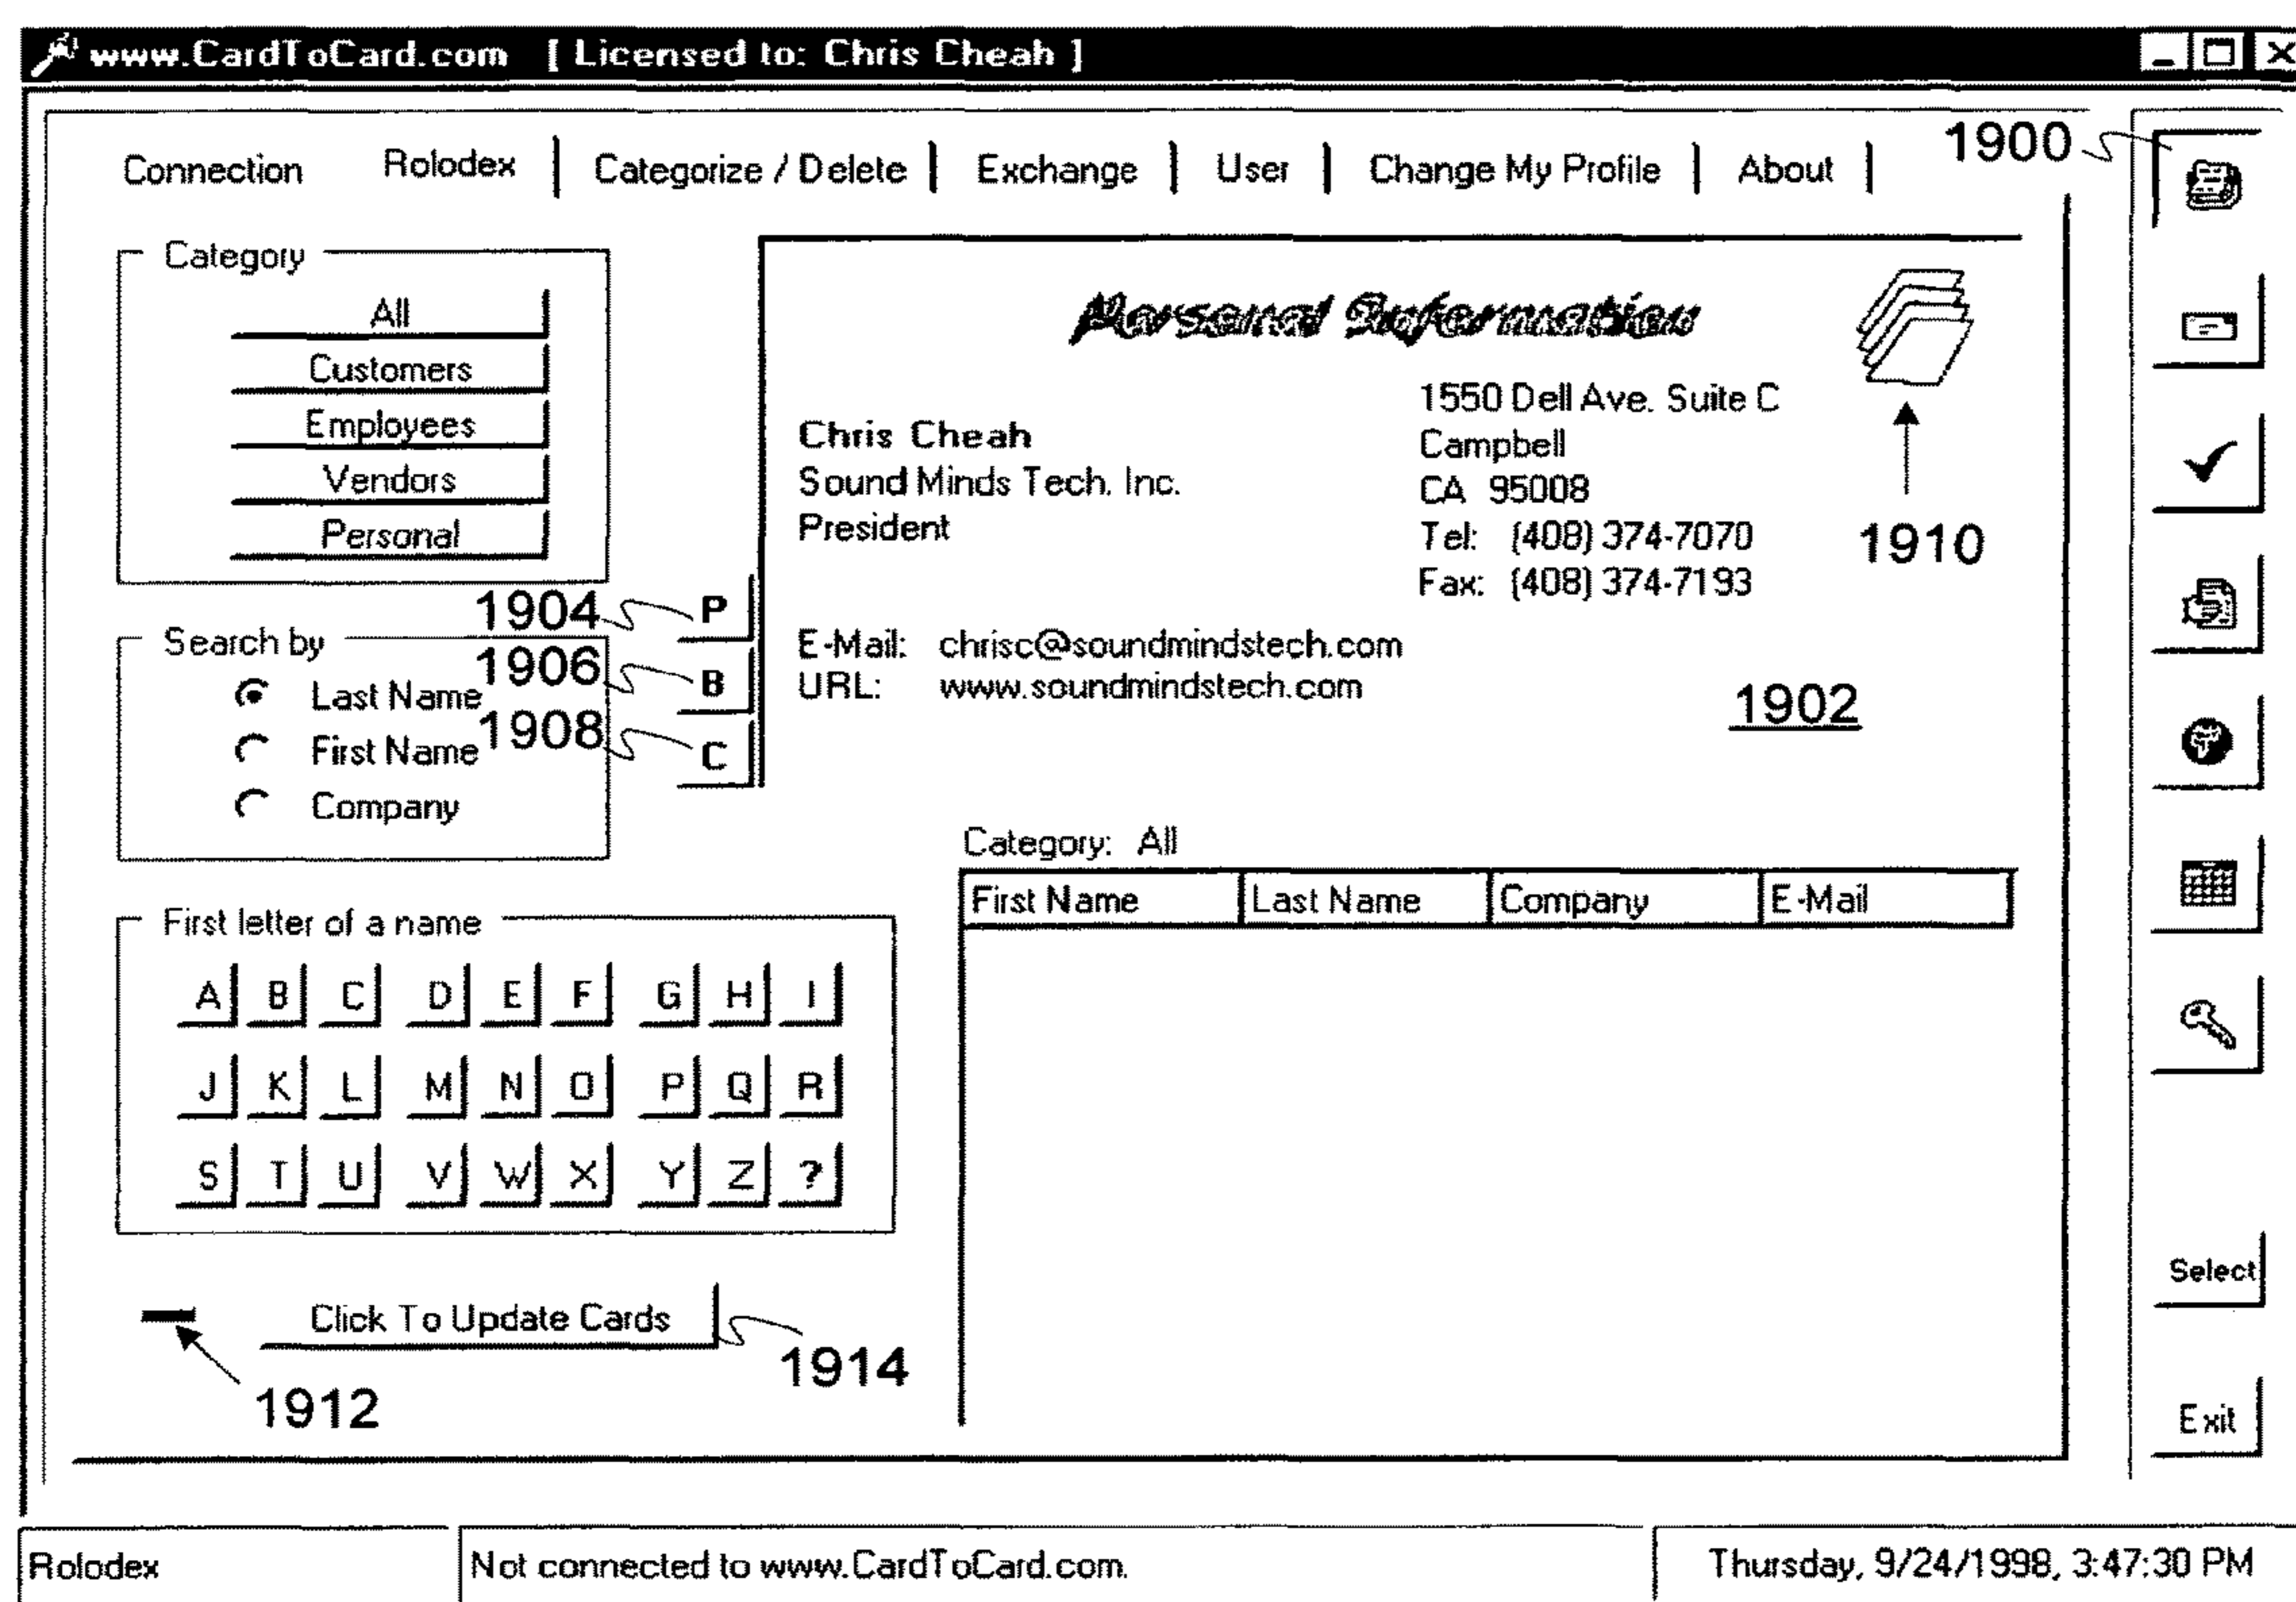 www.CardToCard.com [ Licensed to: Chris Cheah ]
Connection Rolodex Categorize / Delete Exchange User Change My Profile About
1900
Category
All
Customers
Employees
Vendors
Personal
Personal Information
Chris Cheah
Sound Minds Tech. Inc.
President
1550 Dell Ave. Suite C
Campbell
CA 95008
Tel: (408) 374-7070
Fax: (408) 374-7193
1910
E-Mail: chrisc@soundmindstech.com
URL: www.soundmindstech.com
1902
1904 P
1906 B
1908 C
Search by
Last Name
First Name
Company
Category: All
First Name Last Name Company E-Mail
First letter of a name
A B C D E F G H I
J K L M N O P Q R
S T U V W X Y Z ?
Click To Update Cards
1912
1914
Select
Exit
Rolodex Not connected to www.CardToCard.com. Thursday, 9/24/1998, 3:47:30 PM